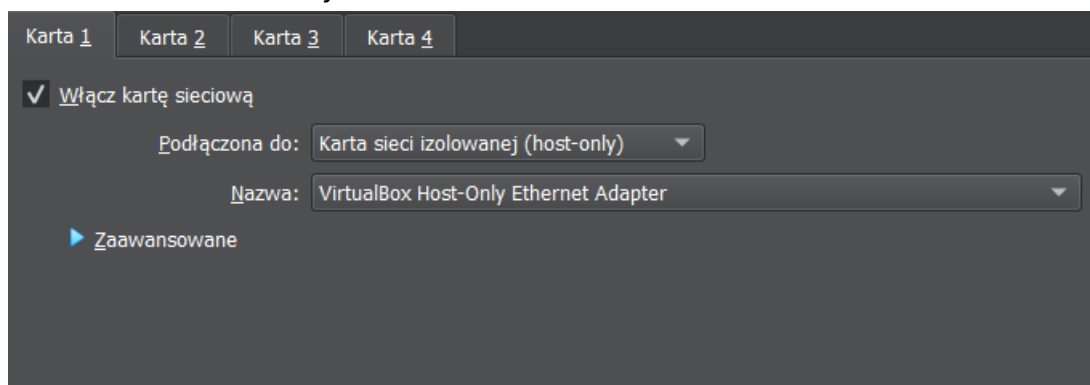 Karta 1 Karta 2 Karta 3 Karta 4
Włącz kartę sieciową
Podłączona do: Karta sieci izolowanej (host-only)
Nazwa: VirtualBox Host-Only Ethernet Adapter
Zaawansowane